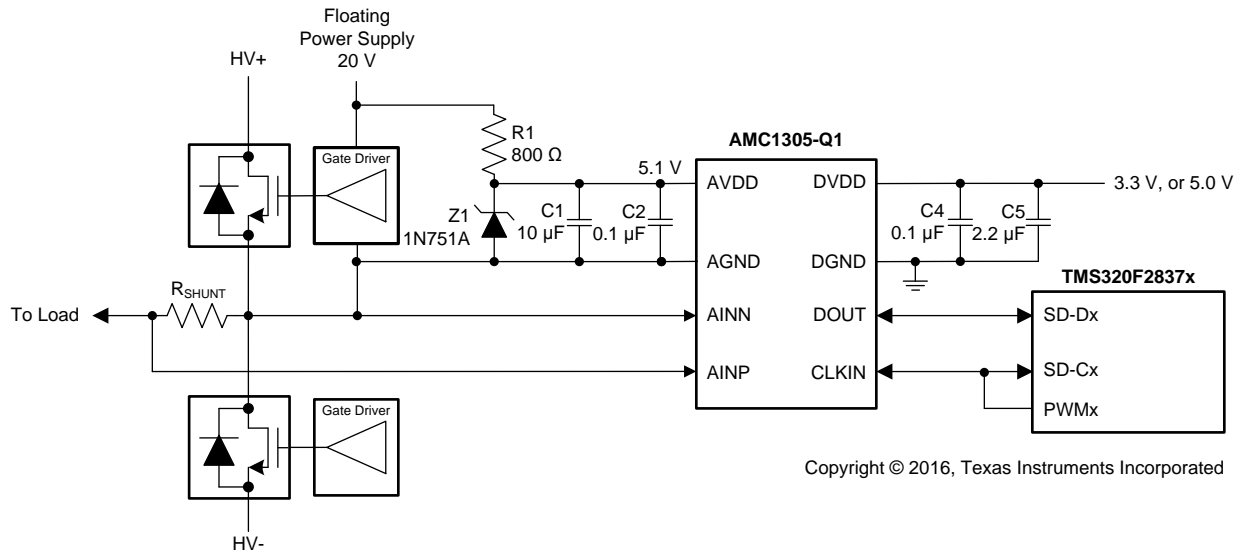 Floating
Power Supply
20 V
HV+
R1
800 Ω
AMC1305-Q1
Gate Driver
5.1 V
AVDD
DVDD
3.3 V, or 5.0 V
Z1
1N751A
C1
10 µF
C2
0.1 µF
C4
0.1 µF
C5
2.2 µF
AGND
DGND
TMS320F2837x
RSHUNT
To Load
AINN
DOUT
SD-Dx
AINP
CLKIN
SD-Cx
PWMx
Gate Driver
Copyright © 2016, Texas Instruments Incorporated
HV-